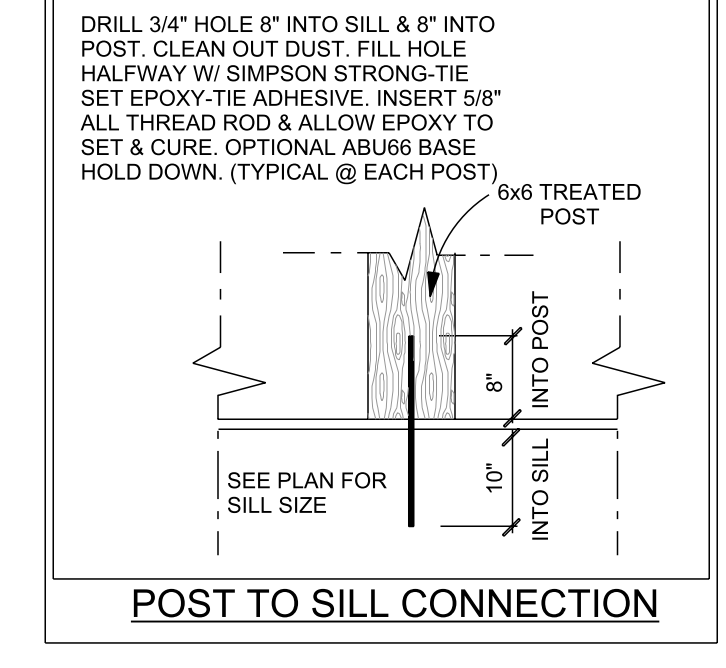 DRILL 3/4" HOLE 8" INTO SILL & 8" INTO
POST. CLEAN OUT DUST. FILL HOLE
HALFWAY W/ SIMPSON STRONG-TIE
SET EPOXY-TIE ADHESIVE. INSERT 5/8"
ALL THREAD ROD & ALLOW EPOXY TO
SET & CURE. OPTIONAL ABU66 BASE
HOLD DOWN. (TYPICAL @ EACH POST)
6x6 TREATED
POST
8"
INTO POST
10"
INTO SILL
SEE PLAN FOR
SILL SIZE
POST TO SILL CONNECTION